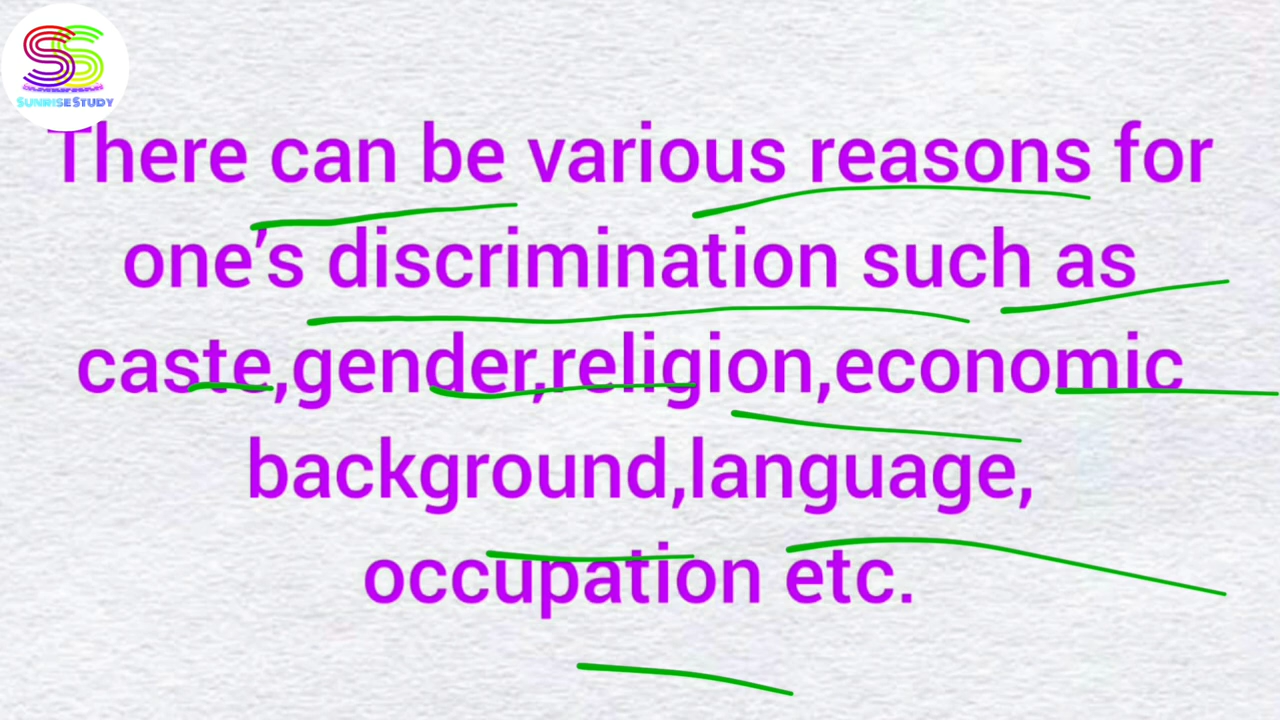 SUNRISE STUDY
There can be various reasons for
one's discrimination such as
caste,gender,religion,economic
background,language,
occupation etc.